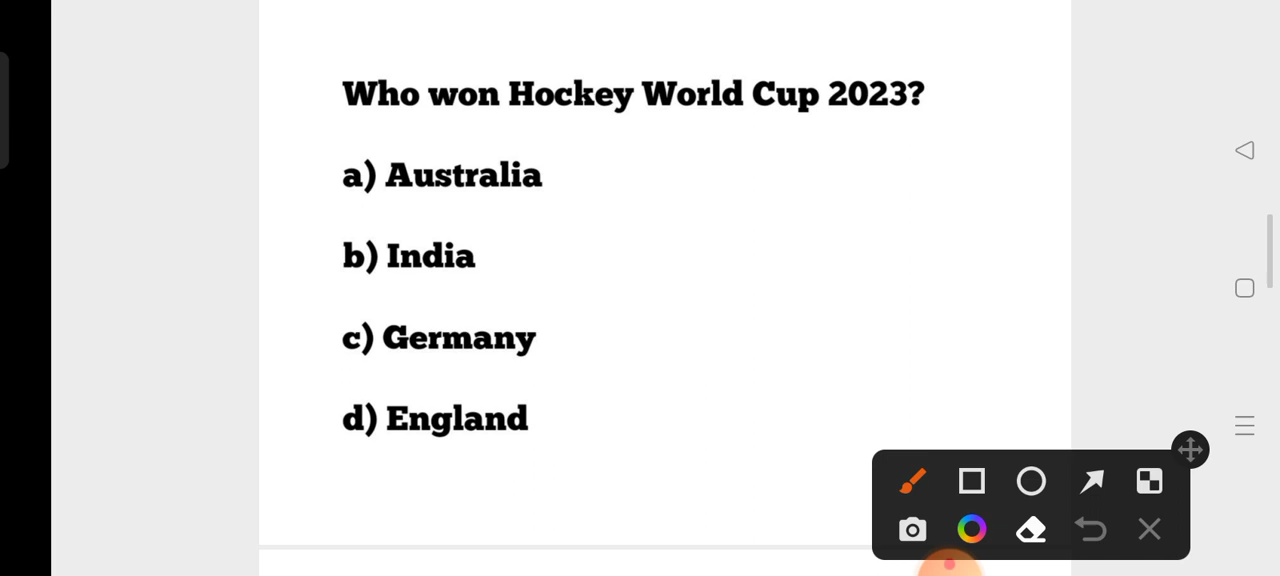 Who won Hockey World Cup 2023?
a) Australia
b) India
c) Germany
d) England